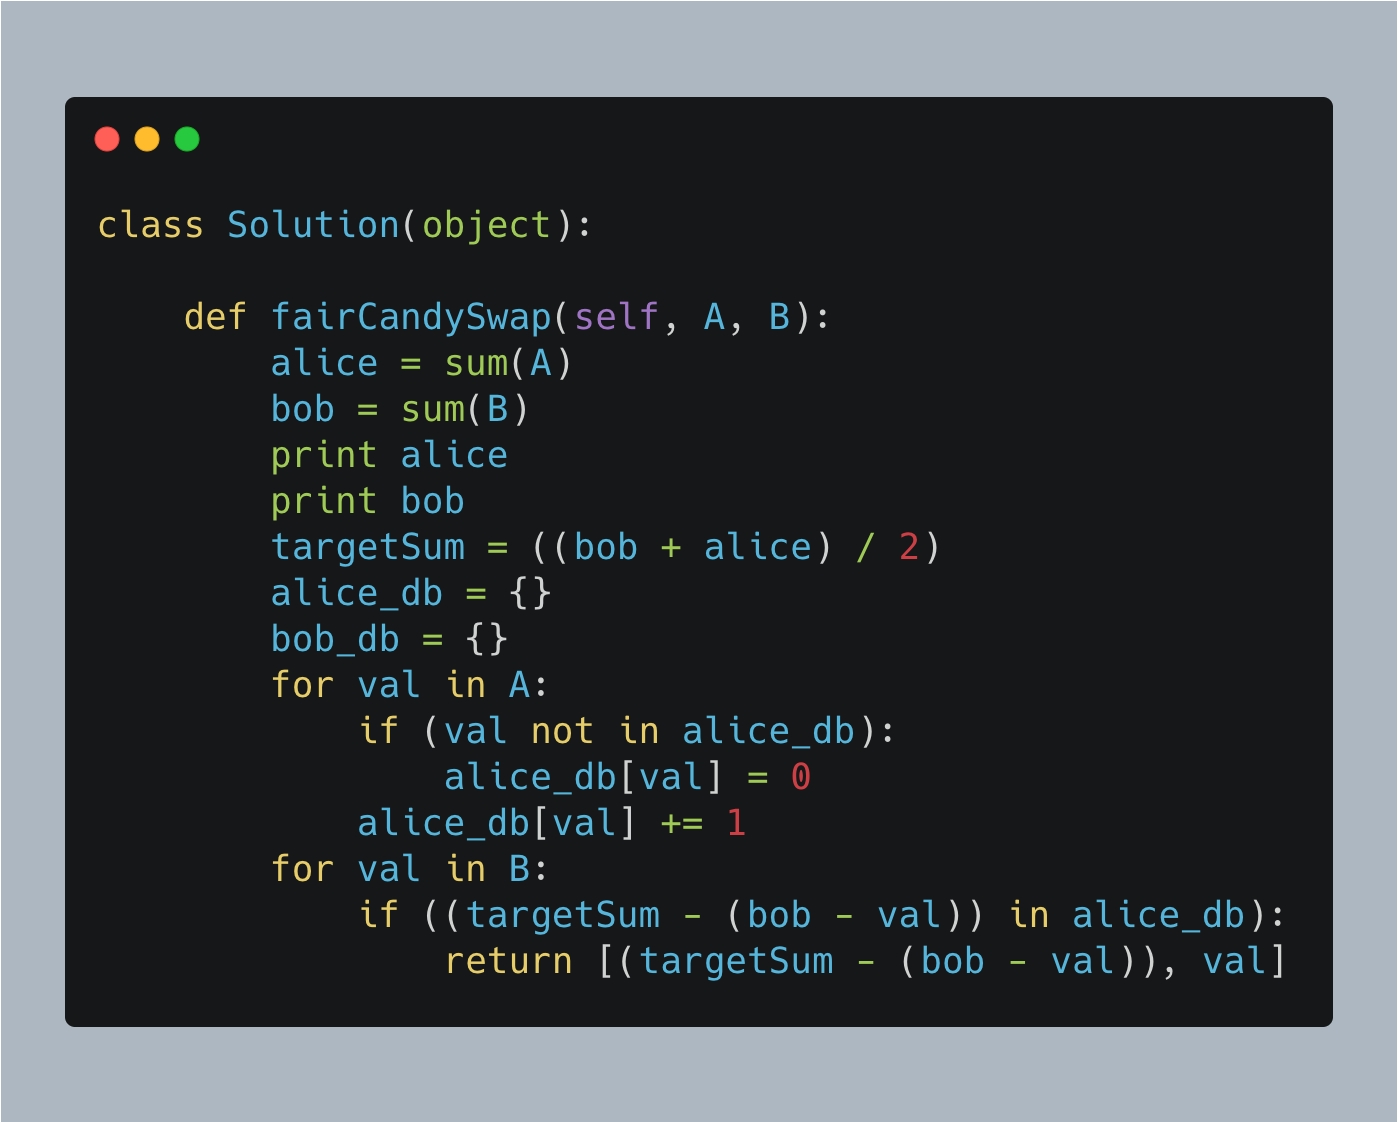 class Solution(object):

    def fairCandySwap(self, A, B):
        alice = sum(A)
        bob = sum(B)
        print alice
        print bob
        targetSum = ((bob + alice) / 2)
        alice_db = {}
        bob_db = {}
        for val in A:
            if (val not in alice_db):
                alice_db[val] = 0
            alice_db[val] += 1
        for val in B:
            if ((targetSum - (bob - val)) in alice_db):
                return [(targetSum - (bob - val)), val]